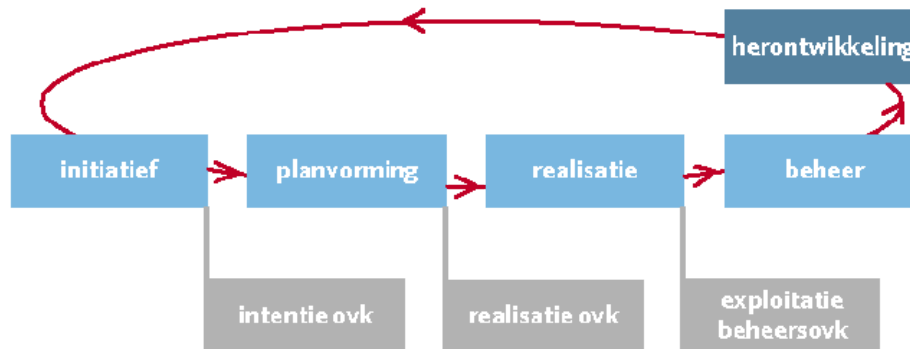 herontwikkeling
initiatief
planvorming
realisatie
beheer
intentie ovk
realisatie ovk
exploitatie
beheersovk